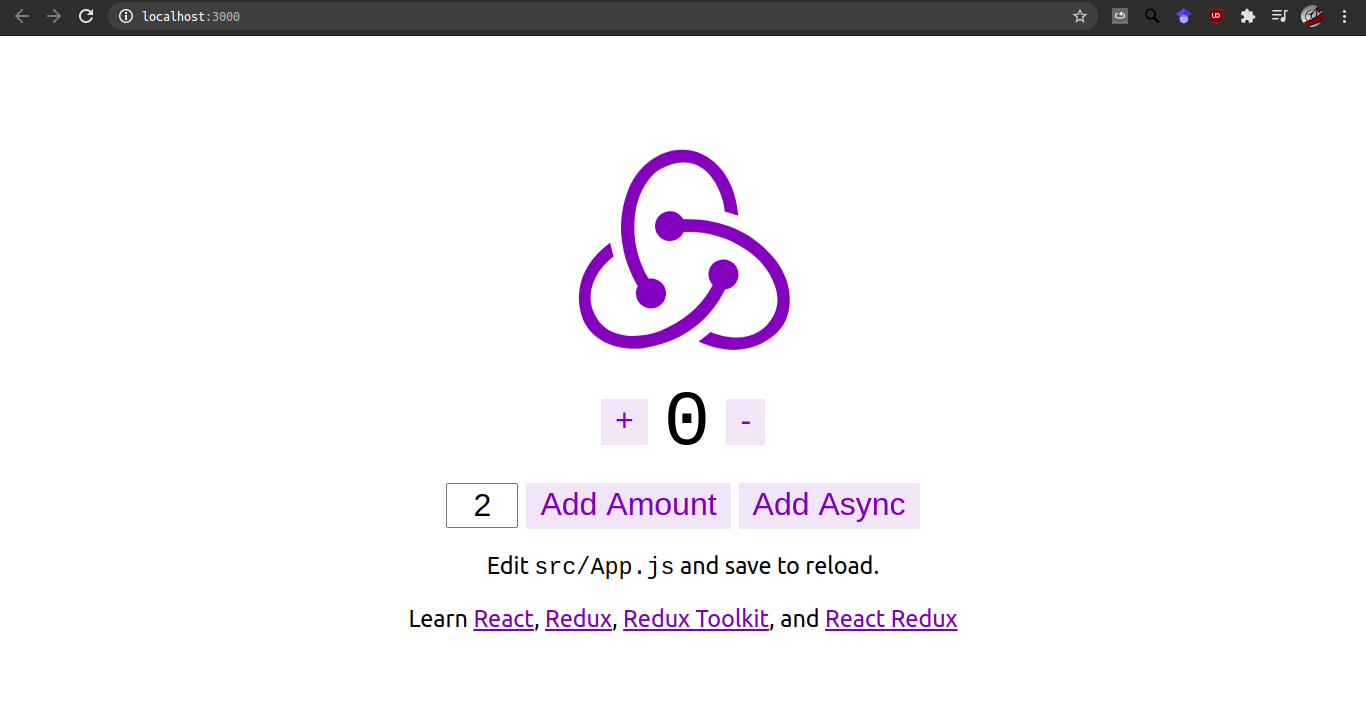 localhost:3000
+ 0 -
2 Add Amount Add Async
Edit src/App.js and save to reload.
Learn React, Redux, Redux Toolkit, and React Redux